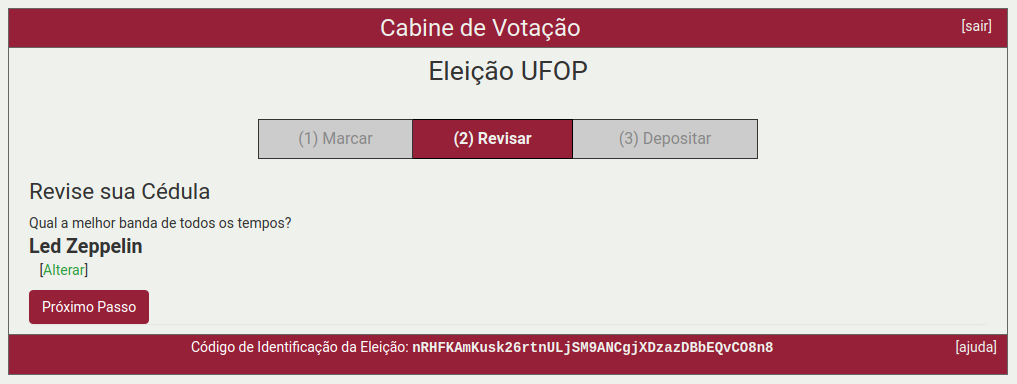 Cabine de Votação
[sair]
Eleição UFOP
(1) Marcar
(2) Revisar
(3) Depositar
Revise sua Cédula
Qual a melhor banda de todos os tempos?
Led Zeppelin
[Alterar]
Próximo Passo
Código de Identificação da Eleição: nRHFKAmKusk26rtnULjSM9ANCgjXDzazDBbEQvCO8n8
[ajuda]